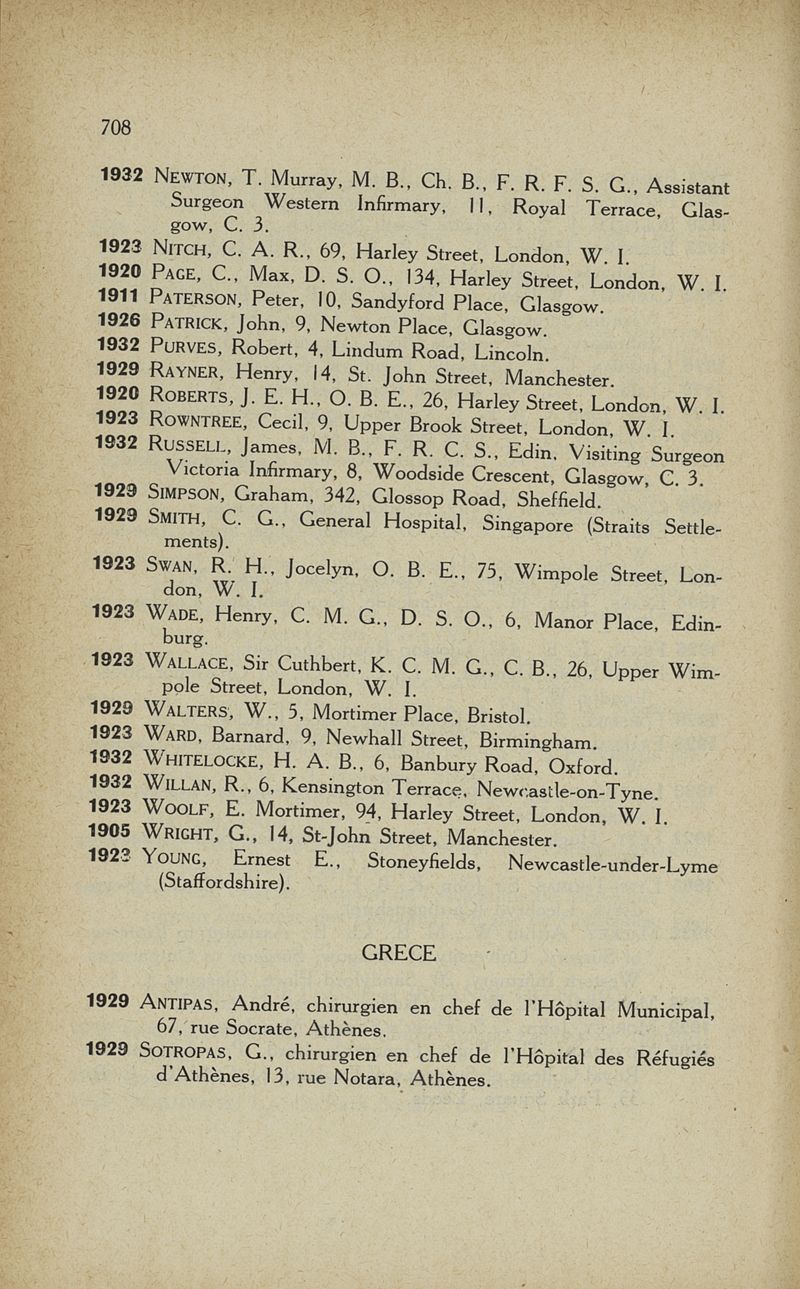 708
1932 NEWTON, T. Murray, M. B., Ch. B., F. R. F. S. G., Assistant
Surgeon Western Infirmary, 11, Royal Terrace, Glas-
gow, C. 3.
1923 NITCH, C. A. R., 69, Harley Street, London, W. I.
1920 PAGE, C., Max, D. S. O., 134, Harley Street, London, W. I.
1911 PATERSON, Peter, 10, Sandyford Place, Glasgow.
1926 PATRICK, John, 9, Newton Place, Glasgow.
1932 PURVES, Robert, 4, Lindum Road, Lincoln.
1929 RAYNER, Henry, 14, St. John Street, Manchester.
1920 ROBERTS, J. E. H., O. B. E., 26, Harley Street, London, W. I.
1923 ROWNTREE, Cecil, 9, Upper Brook Street, London, W. I.
1932 RUSSELL, James, M. B., F. R. C. S., Edin. Visiting Surgeon
Victoria Infirmary, 8, Woodside Crescent, Glasgow, C. 3.
1929 SIMPSON, Graham, 342, Glossop Road, Sheffield.
1929 SMITH, C. G., General Hospital, Singapore (Straits Settle-
ments).
1923 SWAN, R. H., Jocelyn, O. B. E., 75, Wimpole Street, Lon-
don, W. I.
1923 WADE, Henry, C. M. G., D. S. O., 6, Manor Place, Edin-
burg.
1923 WALLACE, Sir Cuthbert, K. C. M. G., C. B., 26, Upper Wim-
pole Street, London, W. I.
1929 WALTERS, W., 5, Mortimer Place, Bristol.
1923 WARD, Barnard, 9, Newhall Street, Birmingham.
1932 WHITELOCKE, H. A. B., 6, Banbury Road, Oxford.
1932 WILLAN, R., 6, Kensington Terrace, Newcastle-on-Tyne.
1923 WOOLF, E. Mortimer, 94, Harley Street, London, W. I.
1905 WRIGHT, G., 14, St-John Street, Manchester.
YOUNG, Ernest E., Stoneyfields, Newcastle-under-Lyme
(Staffordshire).
GRECE
1929 ANTIPAS, André, chirurgien en chef de l'Hôpital Municipal,
67, rue Socrate, Athènes.
1929 SOTROPAS, G., chirurgien en chef de l'Hôpital des Réfugiés
d'Athènes, 13, rue Notara, Athènes.